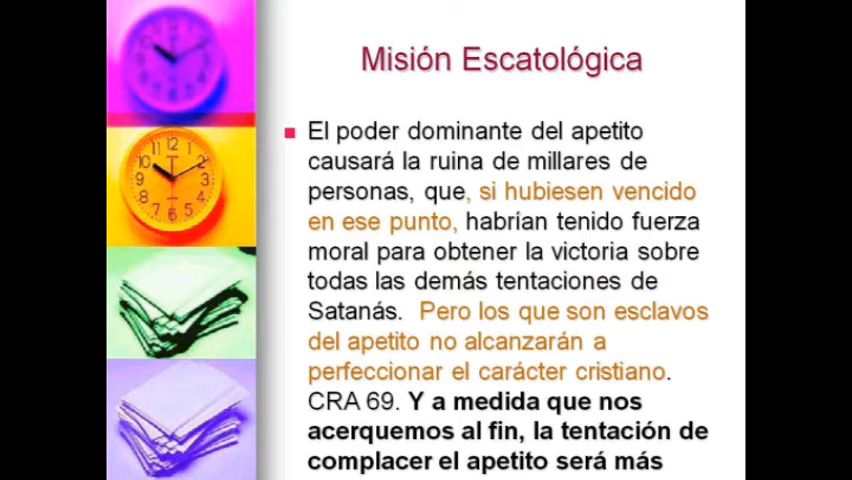 Misión Escatológica
El poder dominante del apetito
causará la ruina de millares de
personas, que, si hubiesen vencido
en ese punto, habrían tenido fuerza
moral para obtener la victoria sobre
todas las demás tentaciones de
Satanás. Pero los que son esclavos
del apetito no alcanzarán a
perfeccionar el carácter cristiano.
CRA 69. Y a medida que nos
acerquemos al fin, la tentación de
complacer el apetito será más